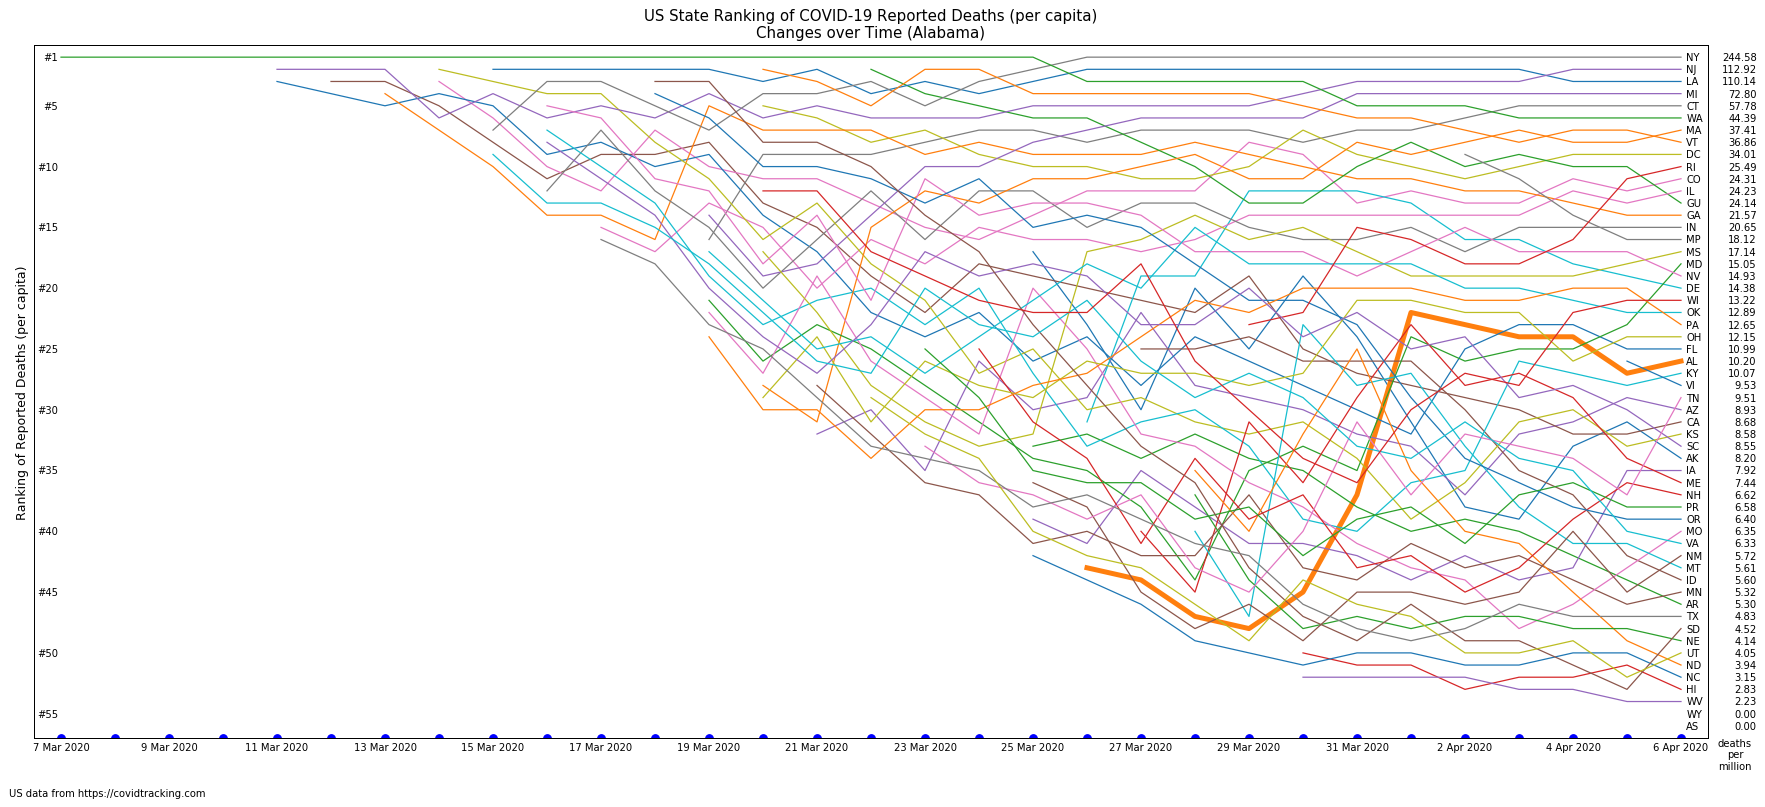 US State Ranking of COVID-19 Reported Deaths (per capita)
Changes over Time (Alabama)
Ranking of Reported Deaths (per capita)
#1
#5
#10
#15
#20
#25
#30
#35
#40
#45
#50
#55
NY 244.58
NJ 112.92
LA 110.14
MI 72.80
CT 57.78
WA 44.39
MA 37.41
VT 36.86
DC 34.01
RI 25.49
CO 24.31
IL 24.23
GU 24.14
GA 21.57
IN 20.65
MP 18.12
MS 17.14
MD 15.05
NV 14.93
DE 14.38
WI 13.22
OK 12.89
PA 12.65
OH 12.15
FL 10.99
AL 10.20
KY 10.07
VI 9.53
TN 9.51
AZ 8.93
CA 8.68
KS 8.58
SC 8.55
AK 8.20
IA 7.92
ME 7.44
NH 6.62
PR 6.58
OR 6.40
MO 6.35
VA 6.33
NM 5.72
MT 5.61
ID 5.60
MN 5.32
AR 5.30
TX 4.83
SD 4.52
NE 4.14
UT 4.05
ND 3.94
NC 3.15
HI 2.83
WV 2.23
WY 0.00
AS 0.00
7 Mar 2020 9 Mar 2020 11 Mar 2020 13 Mar 2020 15 Mar 2020 17 Mar 2020 19 Mar 2020 21 Mar 2020 23 Mar 2020 25 Mar 2020 27 Mar 2020 29 Mar 2020 31 Mar 2020 2 Apr 2020 4 Apr 2020 6 Apr 2020
deaths
per
million
US data from https://covidtracking.com